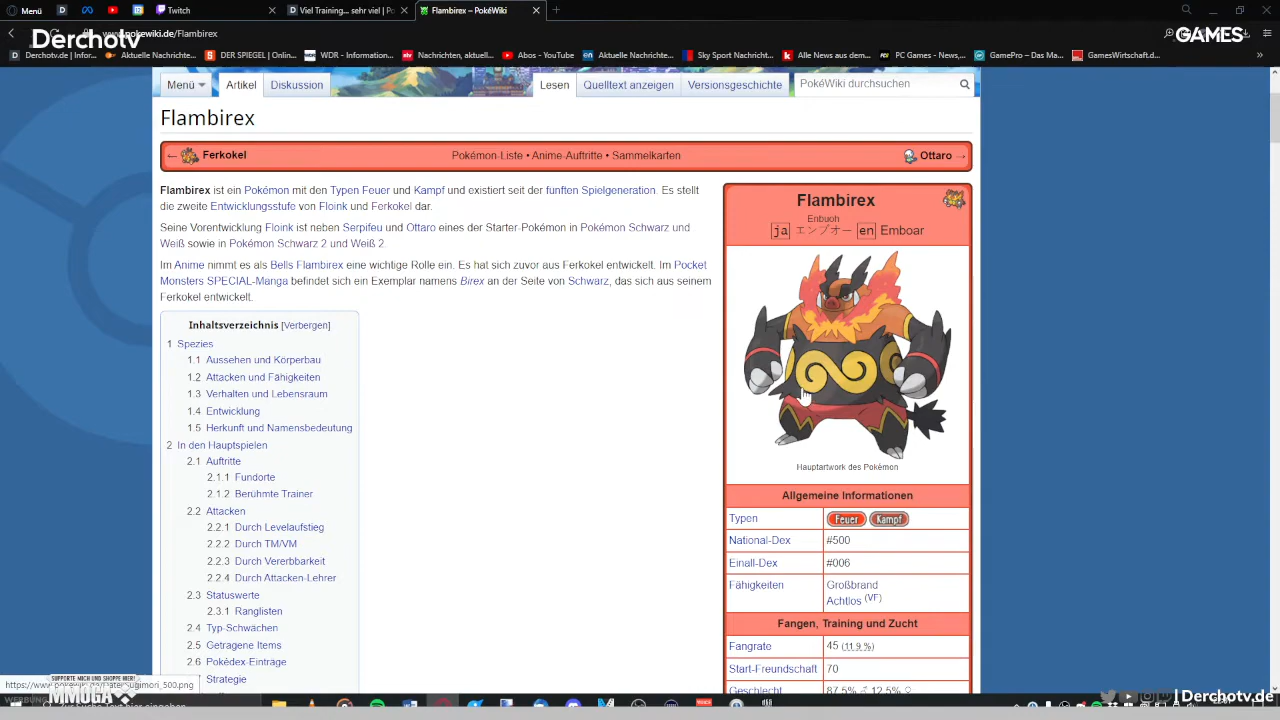 Menü
Twitch
Viel Training... sehr viel | Po
Flambirex – PokéWiki
Derchotv
www.pokewiki.de/Flambirex
GAMES
Derchotv.de | Infor...
Aktuelle Nachrichte...
DER SPIEGEL | Onlin...
WDR - Information...
Nachrichten, aktuell...
Abos - YouTube
Aktuelle Nachrichte...
Sky Sport Nachricht...
Alle News aus dem...
PC Games - News,...
GamePro – Das Ma...
GamesWirtschaft.d...
Menü
Artikel
Diskussion
Lesen
Quelltext anzeigen
Versionsgeschichte
PokéWiki durchsuchen
Flambirex
← Ferkokel
Pokémon-Liste • Anime-Auftritte • Sammelkarten
Ottaro →
Flambirex ist ein Pokémon mit den Typen Feuer und Kampf und existiert seit der fünften Spielgeneration. Es stellt
die zweite Entwicklungsstufe von Floink und Ferkokel dar.
Seine Vorentwicklung Floink ist neben Serpifeu und Ottaro eines der Starter-Pokémon in Pokémon Schwarz und
Weiß sowie in Pokémon Schwarz 2 und Weiß 2.
Im Anime nimmt es als Bells Flambirex eine wichtige Rolle ein. Es hat sich zuvor aus Ferkokel entwickelt. Im Pocket
Monsters SPECIAL-Manga befindet sich ein Exemplar namens Birex an der Seite von Schwarz, das sich aus seinem
Ferkokel entwickelt.
Inhaltsverzeichnis [Verbergen]
1 Spezies
1.1 Aussehen und Körperbau
1.2 Attacken und Fähigkeiten
1.3 Verhalten und Lebensraum
1.4 Entwicklung
1.5 Herkunft und Namensbedeutung
2 In den Hauptspielen
2.1 Auftritte
2.1.1 Fundorte
2.1.2 Berühmte Trainer
2.2 Attacken
2.2.1 Durch Levelaufstieg
2.2.2 Durch TM/VM
2.2.3 Durch Vererbbarkeit
2.2.4 Durch Attacken-Lehrer
2.3 Statuswerte
2.3.1 Ranglisten
2.4 Typ-Schwächen
2.5 Getragene Items
2.6 Pokédex-Einträge
Strategie
Flambirex
Enbuoh
ja エンブオー en Emboar
Hauptartwork des Pokémon
Allgemeine Informationen
Typen Feuer Kampf
National-Dex #500
Einall-Dex #006
Fähigkeiten Großbrand
Achtlos (VF)
Fangen, Training und Zucht
Fangrate 45 (11.9 %)
Start-Freundschaft 70
Geschlecht 87.5% ♂ 12.5% ♀
SUPPORTE MICH UND SHOPPE HIER!
MMOGA
WERBUNG
| Derchotv.de